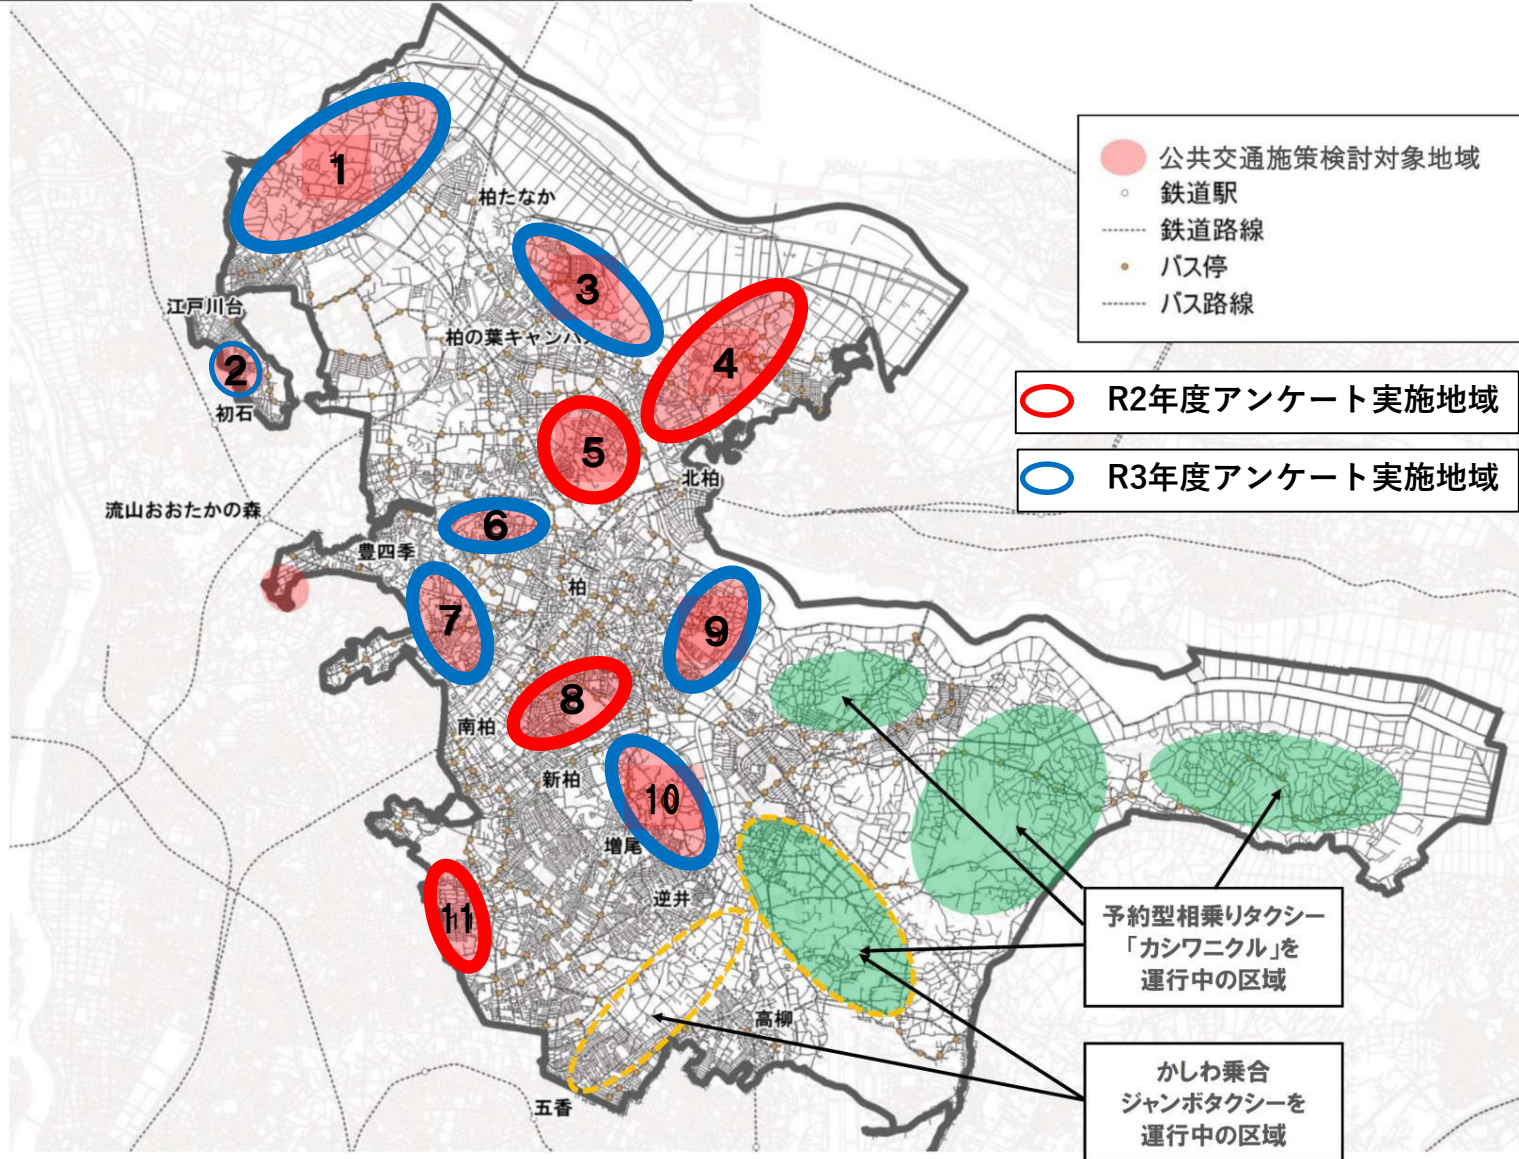 1
柏たなか
3
江戸川台
柏の葉キャンパ
2
初石
4
5
北柏
流山おおたかの森
6
豊四季
柏
7
9
8
南柏
新柏
10
増尾
逆井
11
高柳
五香
公共交通施策検討対象地域
鉄道駅
鉄道路線
バス停
バス路線
R2年度アンケート実施地域
R3年度アンケート実施地域
予約型相乗りタクシー
「カシワニクル」を
運行中の区域
かしわ乗合
ジャンボタクシーを
運行中の区域